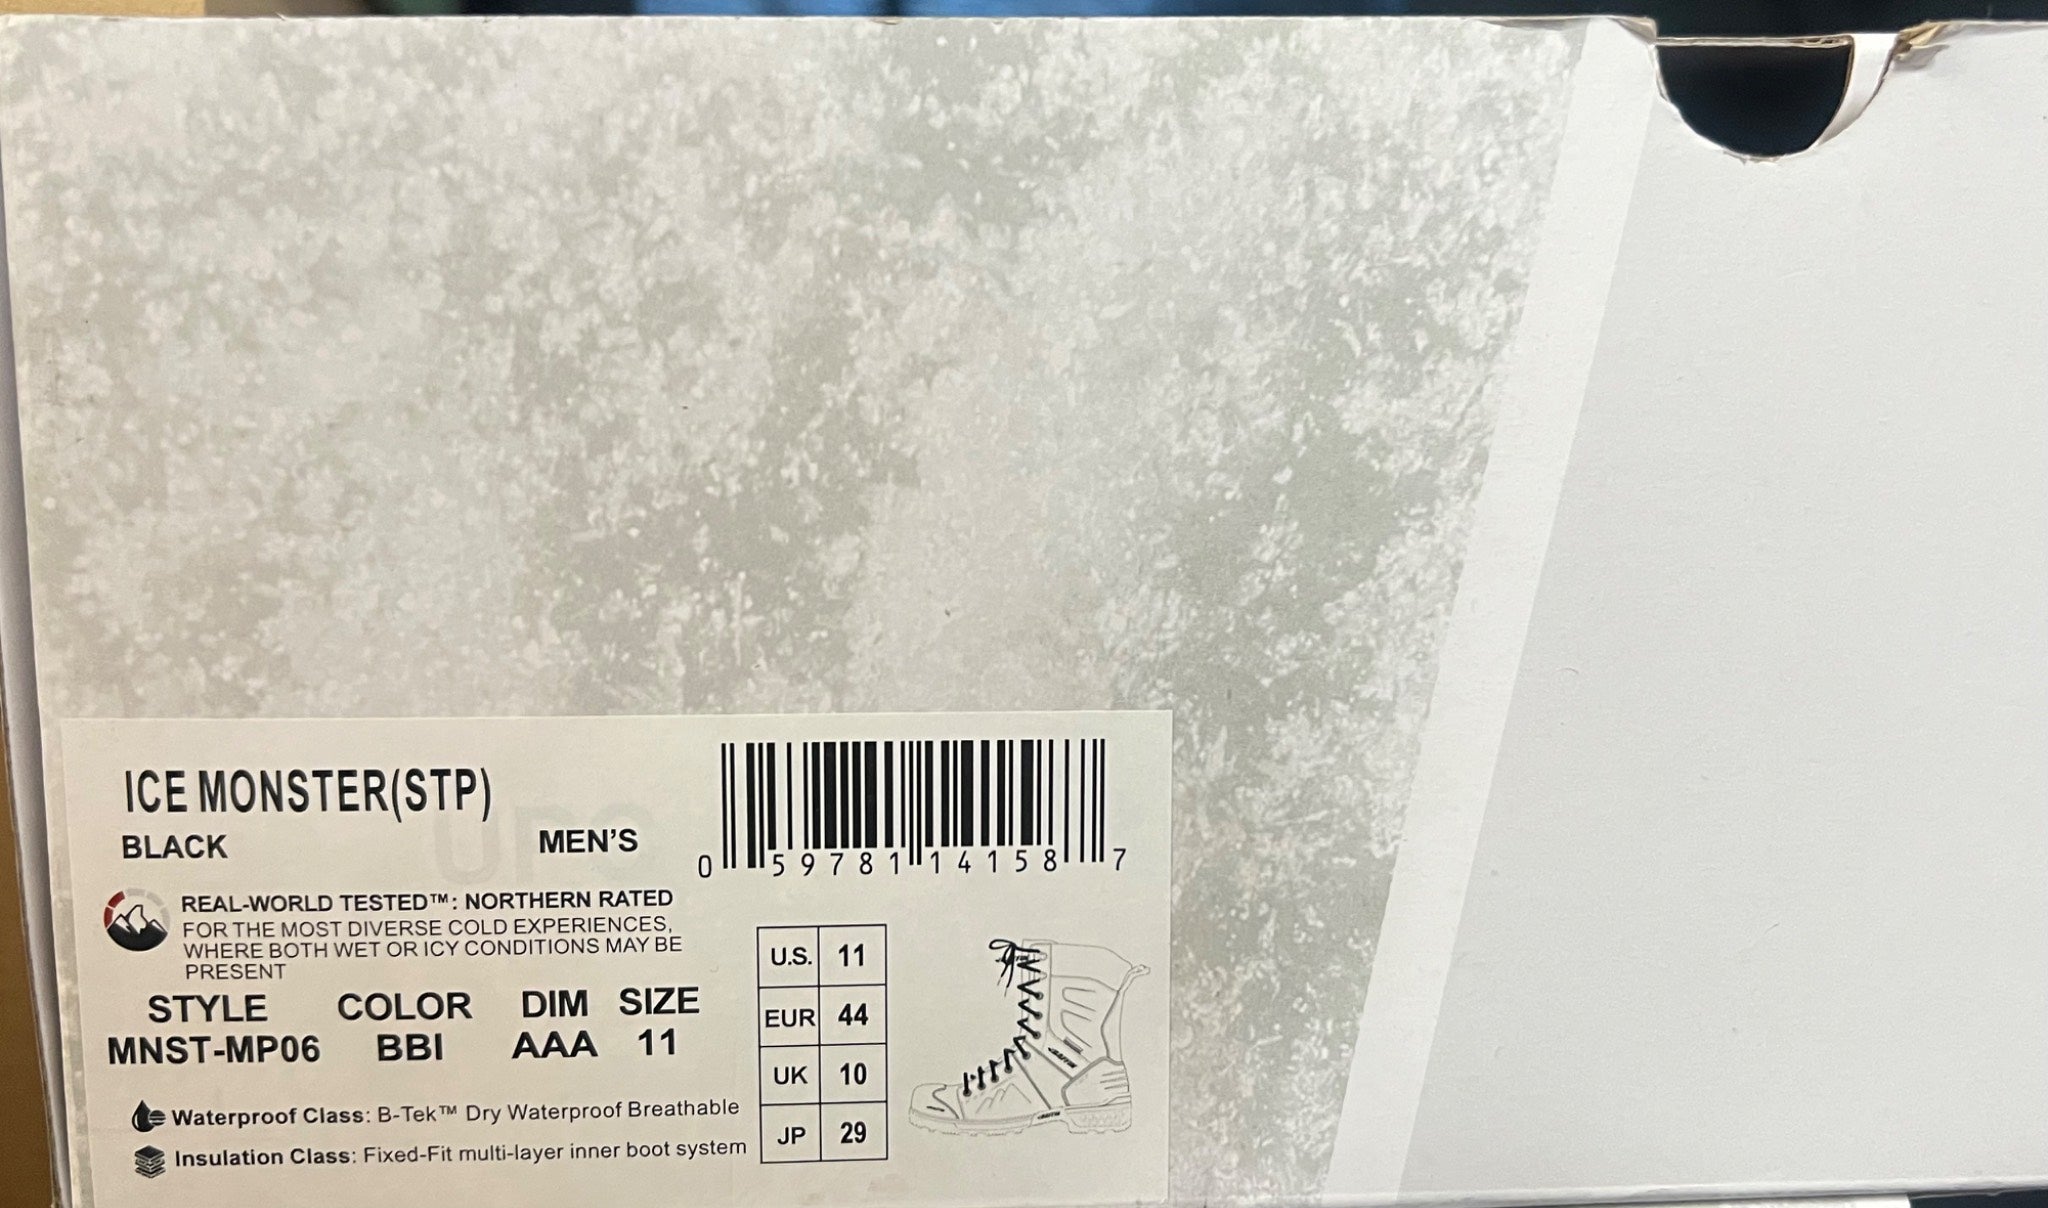 ICE MONSTER(STP)
BLACK MEN'S
0 59781 14158 7
REAL-WORLD TESTED™: NORTHERN RATED
FOR THE MOST DIVERSE COLD EXPERIENCES,
WHERE BOTH WET OR ICY CONDITIONS MAY BE
PRESENT
STYLE COLOR DIM SIZE
MNST-MP06 BBI AAA 11
Waterproof Class: B-Tek™ Dry Waterproof Breathable
Insulation Class: Fixed-Fit multi-layer inner boot system
U.S. 11
EUR 44
UK 10
JP 29
BAFFIN
BAFFIN